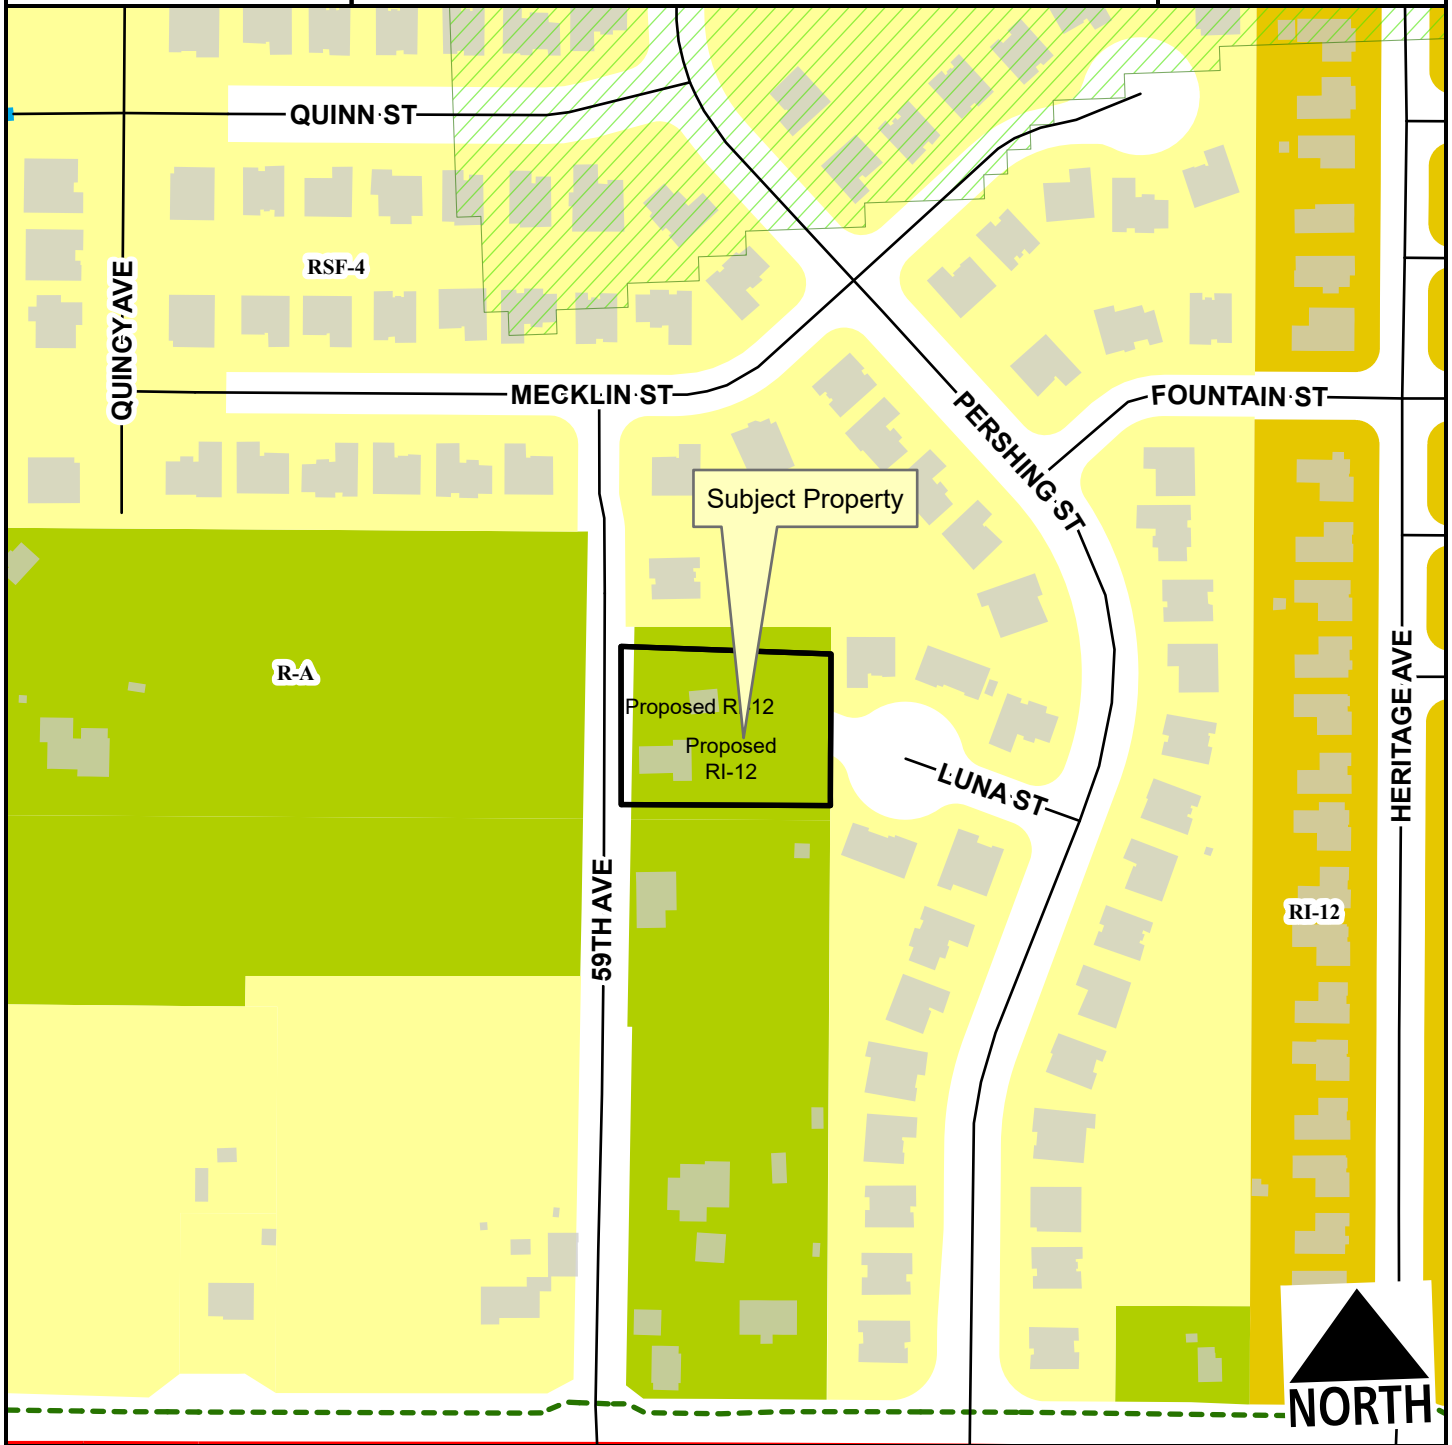 QUINN ST
RSF-4
QUINCY AVE
MECKLIN ST
FOUNTAIN ST
PERSHING ST
Subject Property
R-A
Proposed RI-12
Proposed
RI-12
LUNA ST
HERITAGE AVE
59TH AVE
RI-12
NORTH